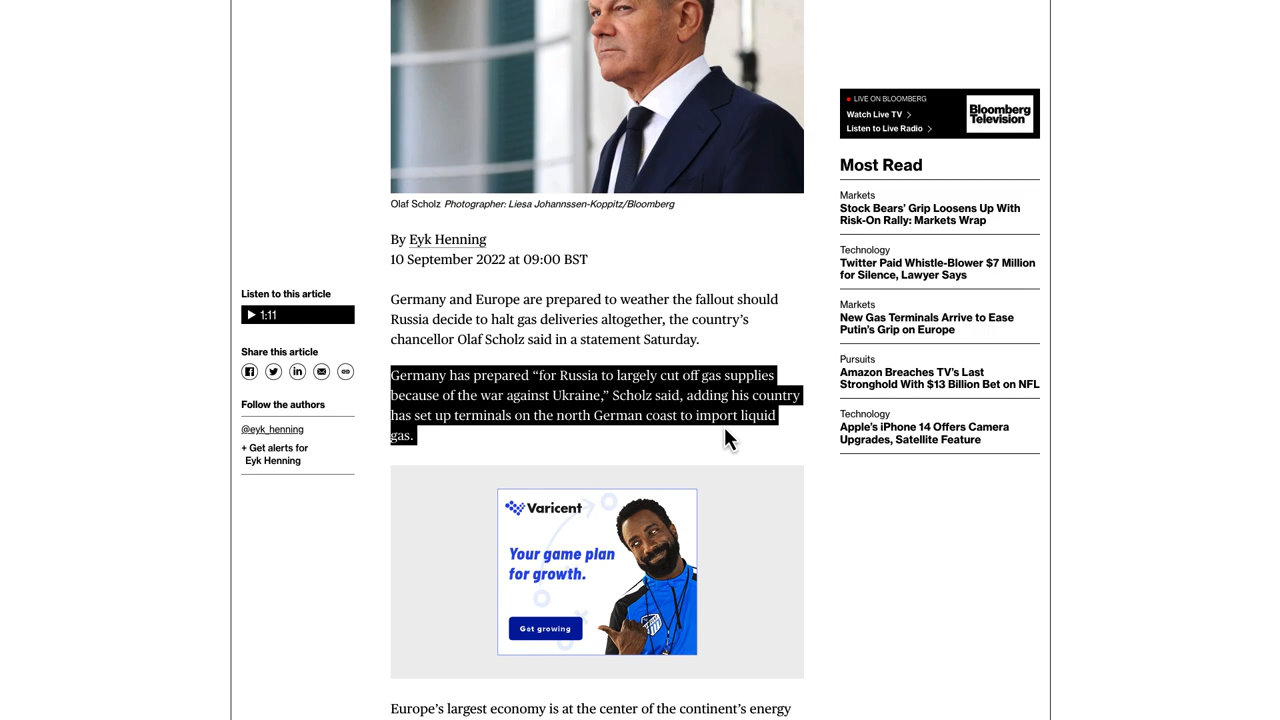 Olaf Scholz Photographer: Liesa Johannssen-Koppitz/Bloomberg
By Eyk Henning
10 September 2022 at 09:00 BST
Listen to this article
1:11
Share this article
Follow the authors
@eyk_henning
+ Get alerts for
Eyk Henning
Germany and Europe are prepared to weather the fallout should
Russia decide to halt gas deliveries altogether, the country’s
chancellor Olaf Scholz said in a statement Saturday.
Germany has prepared “for Russia to largely cut off gas supplies
because of the war against Ukraine,” Scholz said, adding his country
has set up terminals on the north German coast to import liquid
gas.
Varicent
Your game plan
for growth.
Get growing
Europe’s largest economy is at the center of the continent’s energy
LIVE ON BLOOMBERG
Watch Live TV
Listen to Live Radio
Bloomberg
Television
Most Read
Markets
Stock Bears’ Grip Loosens Up With
Risk-On Rally: Markets Wrap
Technology
Twitter Paid Whistle-Blower $7 Million
for Silence, Lawyer Says
Markets
New Gas Terminals Arrive to Ease
Putin’s Grip on Europe
Pursuits
Amazon Breaches TV’s Last
Stronghold With $13 Billion Bet on NFL
Technology
Apple’s iPhone 14 Offers Camera
Upgrades, Satellite Feature